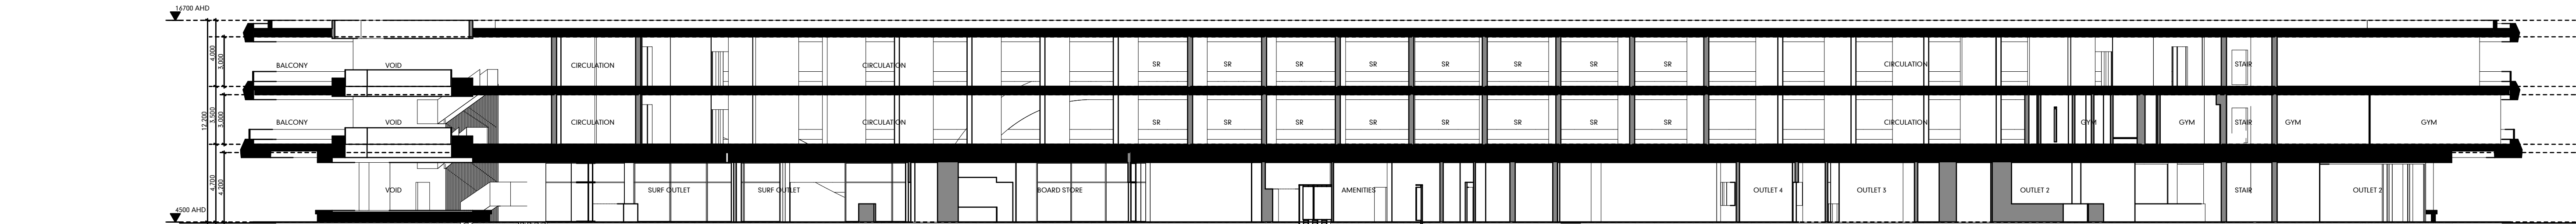 16700 AHD
4,000
3,000
BALCONY VOID CIRCULATION CIRCULATION SR SR SR SR SR SR SR SR CIRCULATION STAIR
12,200
3,500
3,000
BALCONY VOID CIRCULATION CIRCULATION SR SR SR SR SR SR SR SR CIRCULATION GYM GYM STAIR GYM GYM
4,700
4,200
VOID SURF OUTLET SURF OUTLET BOARD STORE AMENITIES OUTLET 4 OUTLET 3 OUTLET 2 STAIR OUTLET 2
4500 AHD